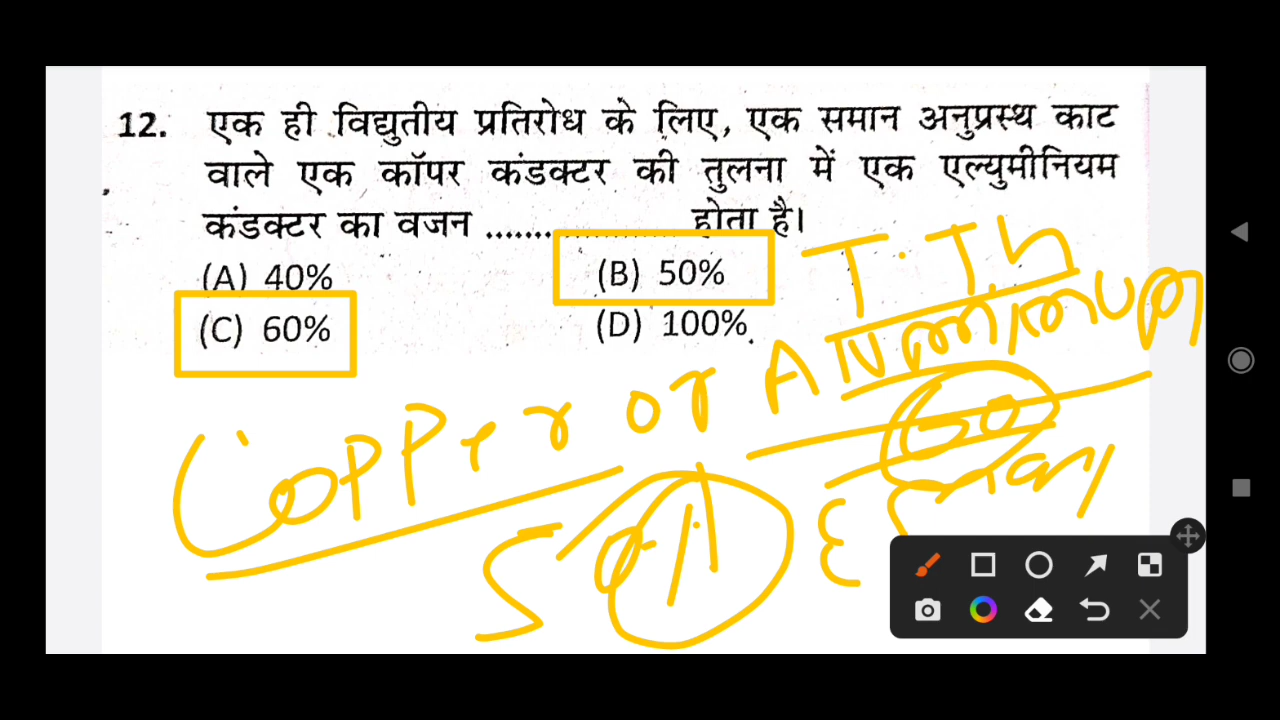 12. एक ही विद्युतीय प्रतिरोध के लिए, एक समान अनुप्रस्थ काट
वाले एक कॉपर कंडक्टर की तुलना में एक एल्युमीनियम
कंडक्टर का वजन .................... होता है।
(A) 40% (B) 50%
(C) 60% (D) 100%
T.Th
Copper or
50%